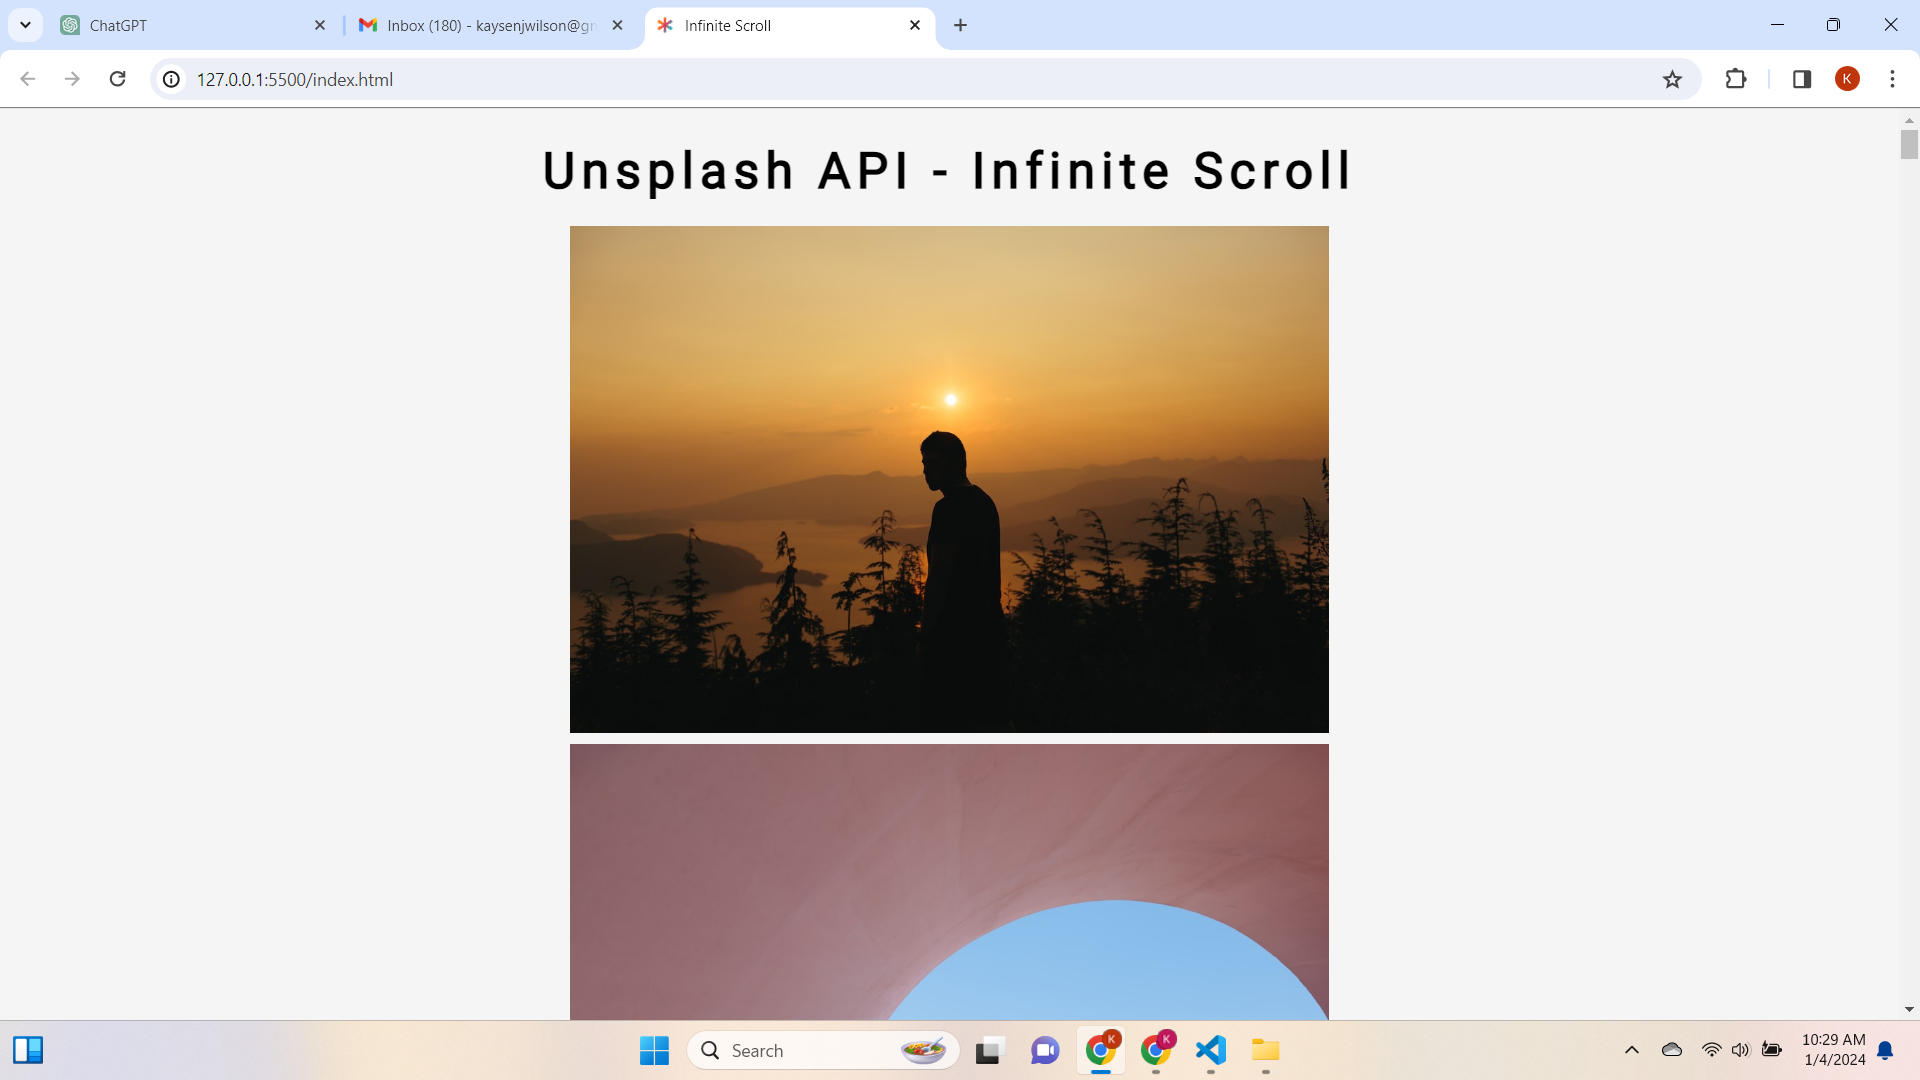 ChatGPT
Inbox (180) - kaysenjwilson@gm
Infinite Scroll
127.0.0.1:5500/index.html
K
Unsplash API - Infinite Scroll
Search
K
K
10:29 AM
1/4/2024